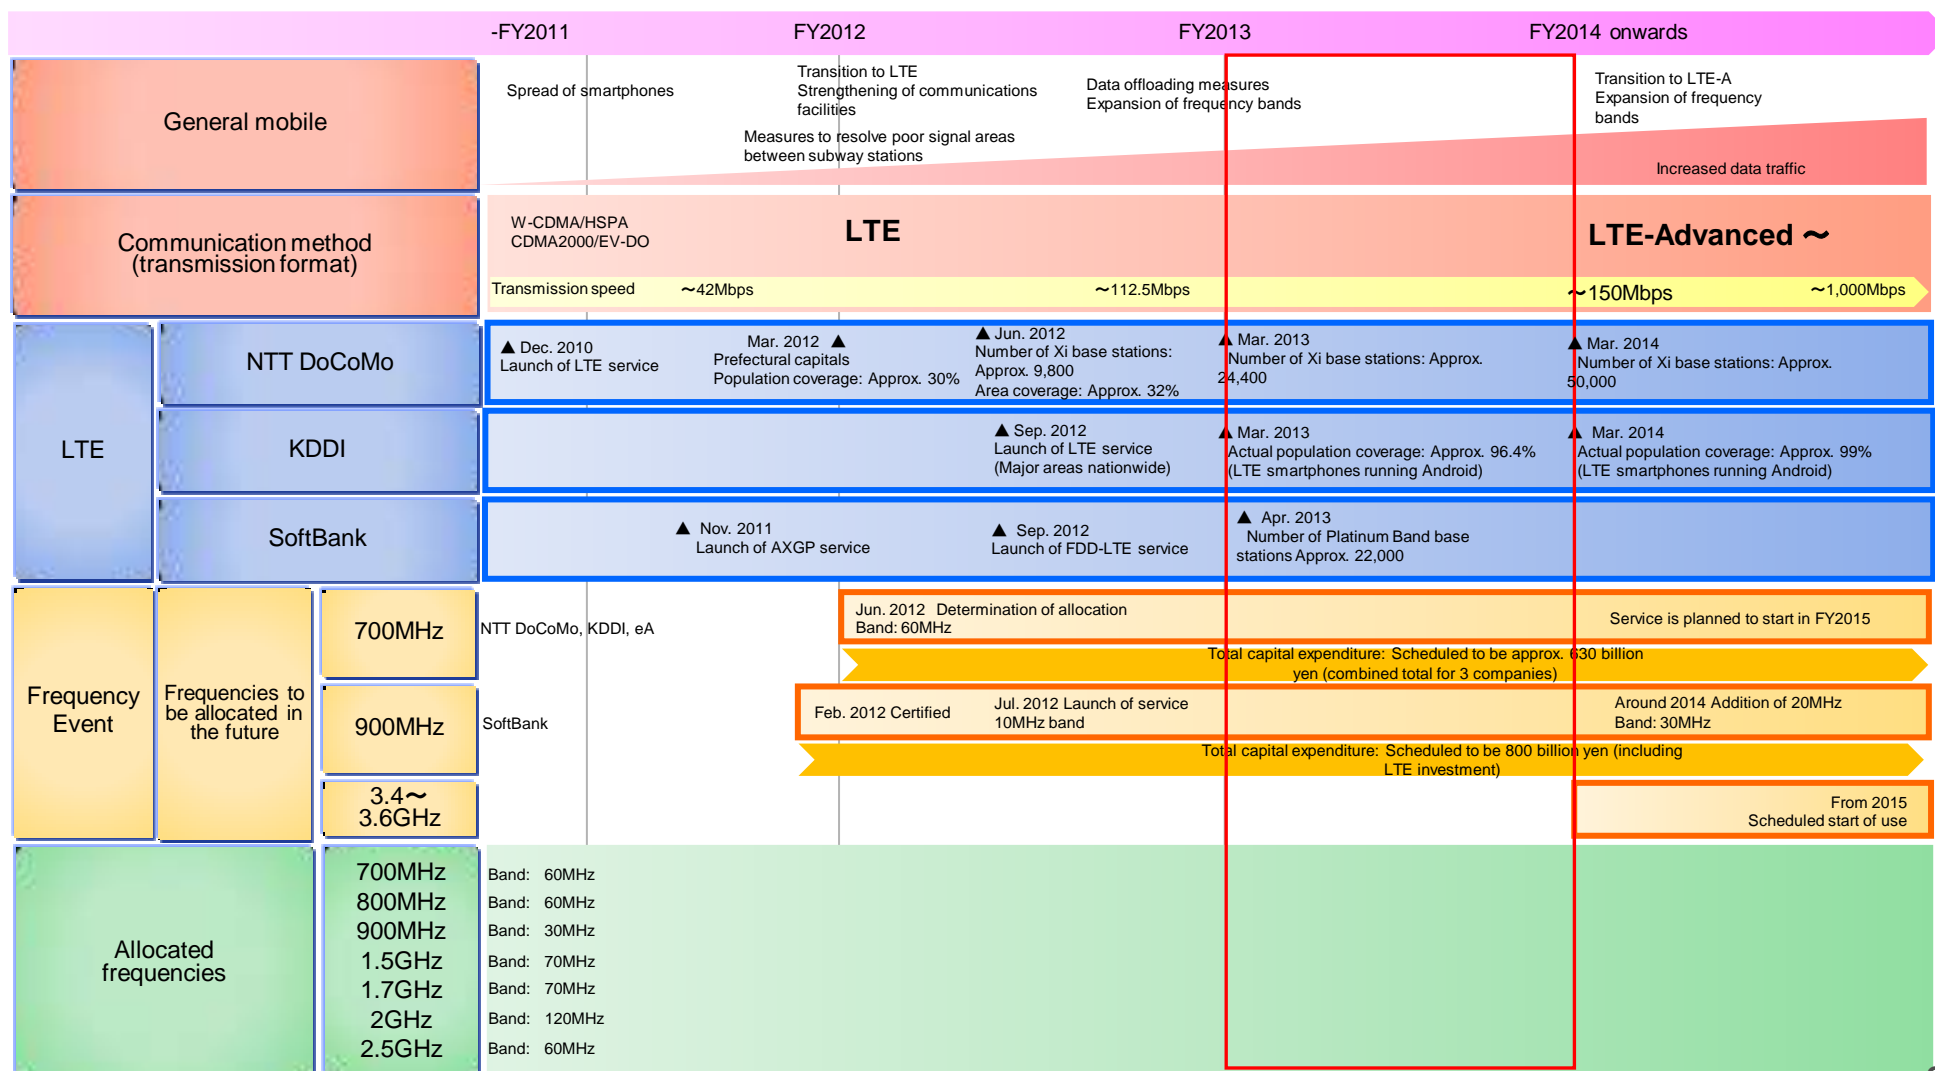 -FY2011
FY2012
FY2013
FY2014 onwards
General mobile
Spread of smartphones
Transition to LTE
Strengthening of communications
facilities
Measures to resolve poor signal areas
between subway stations
Data offloading measures
Expansion of frequency bands
Transition to LTE-A
Expansion of frequency
bands
Increased data traffic
Communication method
(transmission format)
W-CDMA/HSPA
CDMA2000/EV-DO
LTE
LTE-Advanced ～
Transmission speed
～42Mbps
～112.5Mbps
～150Mbps
～1,000Mbps
LTE
NTT DoCoMo
▲ Dec. 2010
Launch of LTE service
Mar. 2012 ▲
Prefectural capitals
Population coverage: Approx. 30%
▲ Jun. 2012
Number of Xi base stations:
Approx. 9,800
Area coverage: Approx. 32%
▲ Mar. 2013
Number of Xi base stations: Approx.
24,400
▲ Mar. 2014
Number of Xi base stations: Approx.
50,000
KDDI
▲ Sep. 2012
Launch of LTE service
(Major areas nationwide)
▲ Mar. 2013
Actual population coverage: Approx. 96.4%
(LTE smartphones running Android)
▲ Mar. 2014
Actual population coverage: Approx. 99%
(LTE smartphones running Android)
SoftBank
▲ Nov. 2011
Launch of AXGP service
▲ Sep. 2012
Launch of FDD-LTE service
▲ Apr. 2013
Number of Platinum Band base
stations Approx. 22,000
Frequency
Event
Frequencies to
be allocated in
the future
700MHz
NTT DoCoMo, KDDI, eA
Jun. 2012 Determination of allocation
Band: 60MHz
Service is planned to start in FY2015
Total capital expenditure: Scheduled to be approx. 630 billion
yen (combined total for 3 companies)
900MHz
SoftBank
Feb. 2012 Certified
Jul. 2012 Launch of service
10MHz band
Around 2014 Addition of 20MHz
Band: 30MHz
Total capital expenditure: Scheduled to be 800 billion yen (including
LTE investment)
3.4～
3.6GHz
From 2015
Scheduled start of use
Allocated
frequencies
700MHz Band: 60MHz
800MHz Band: 60MHz
900MHz Band: 30MHz
1.5GHz Band: 70MHz
1.7GHz Band: 70MHz
2GHz Band: 120MHz
2.5GHz Band: 60MHz